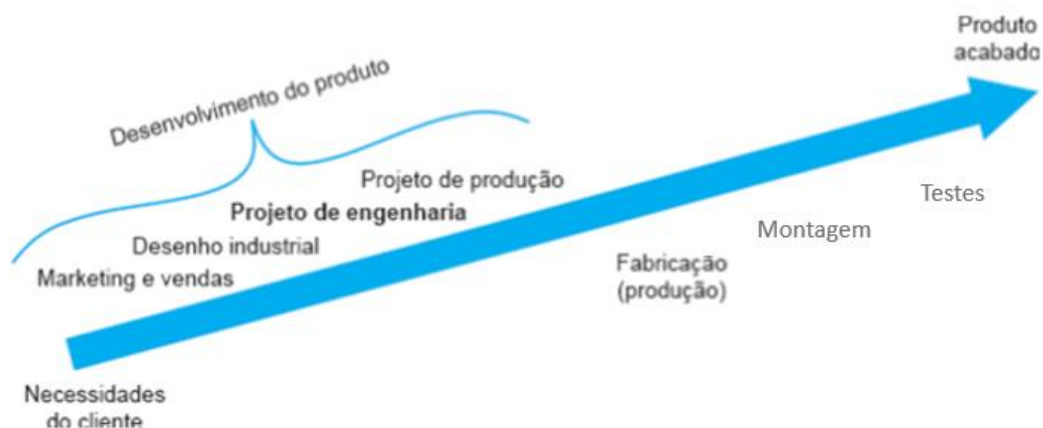 Produto
acabado
Desenvolvimento do produto
Projeto de produção
Projeto de engenharia
Desenho industrial
Marketing e vendas
Testes
Montagem
Fabricação
(produção)
Necessidades
do cliente